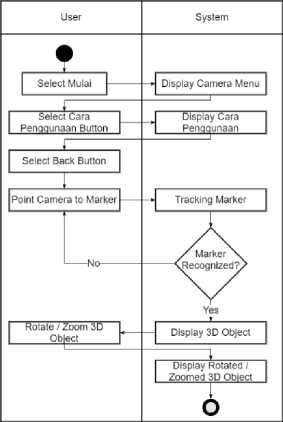 User
System
Select Mulai
Display Camera Menu
Select Cara
Penggunaan Button
Display Cara
Penggunaan
Select Back Button
Point Camera to Marker
Tracking Marker
Marker
Recognized?
No
Yes
Rotate / Zoom 3D
Object
Display 3D Object
Display Rotated /
Zoomed 3D Object